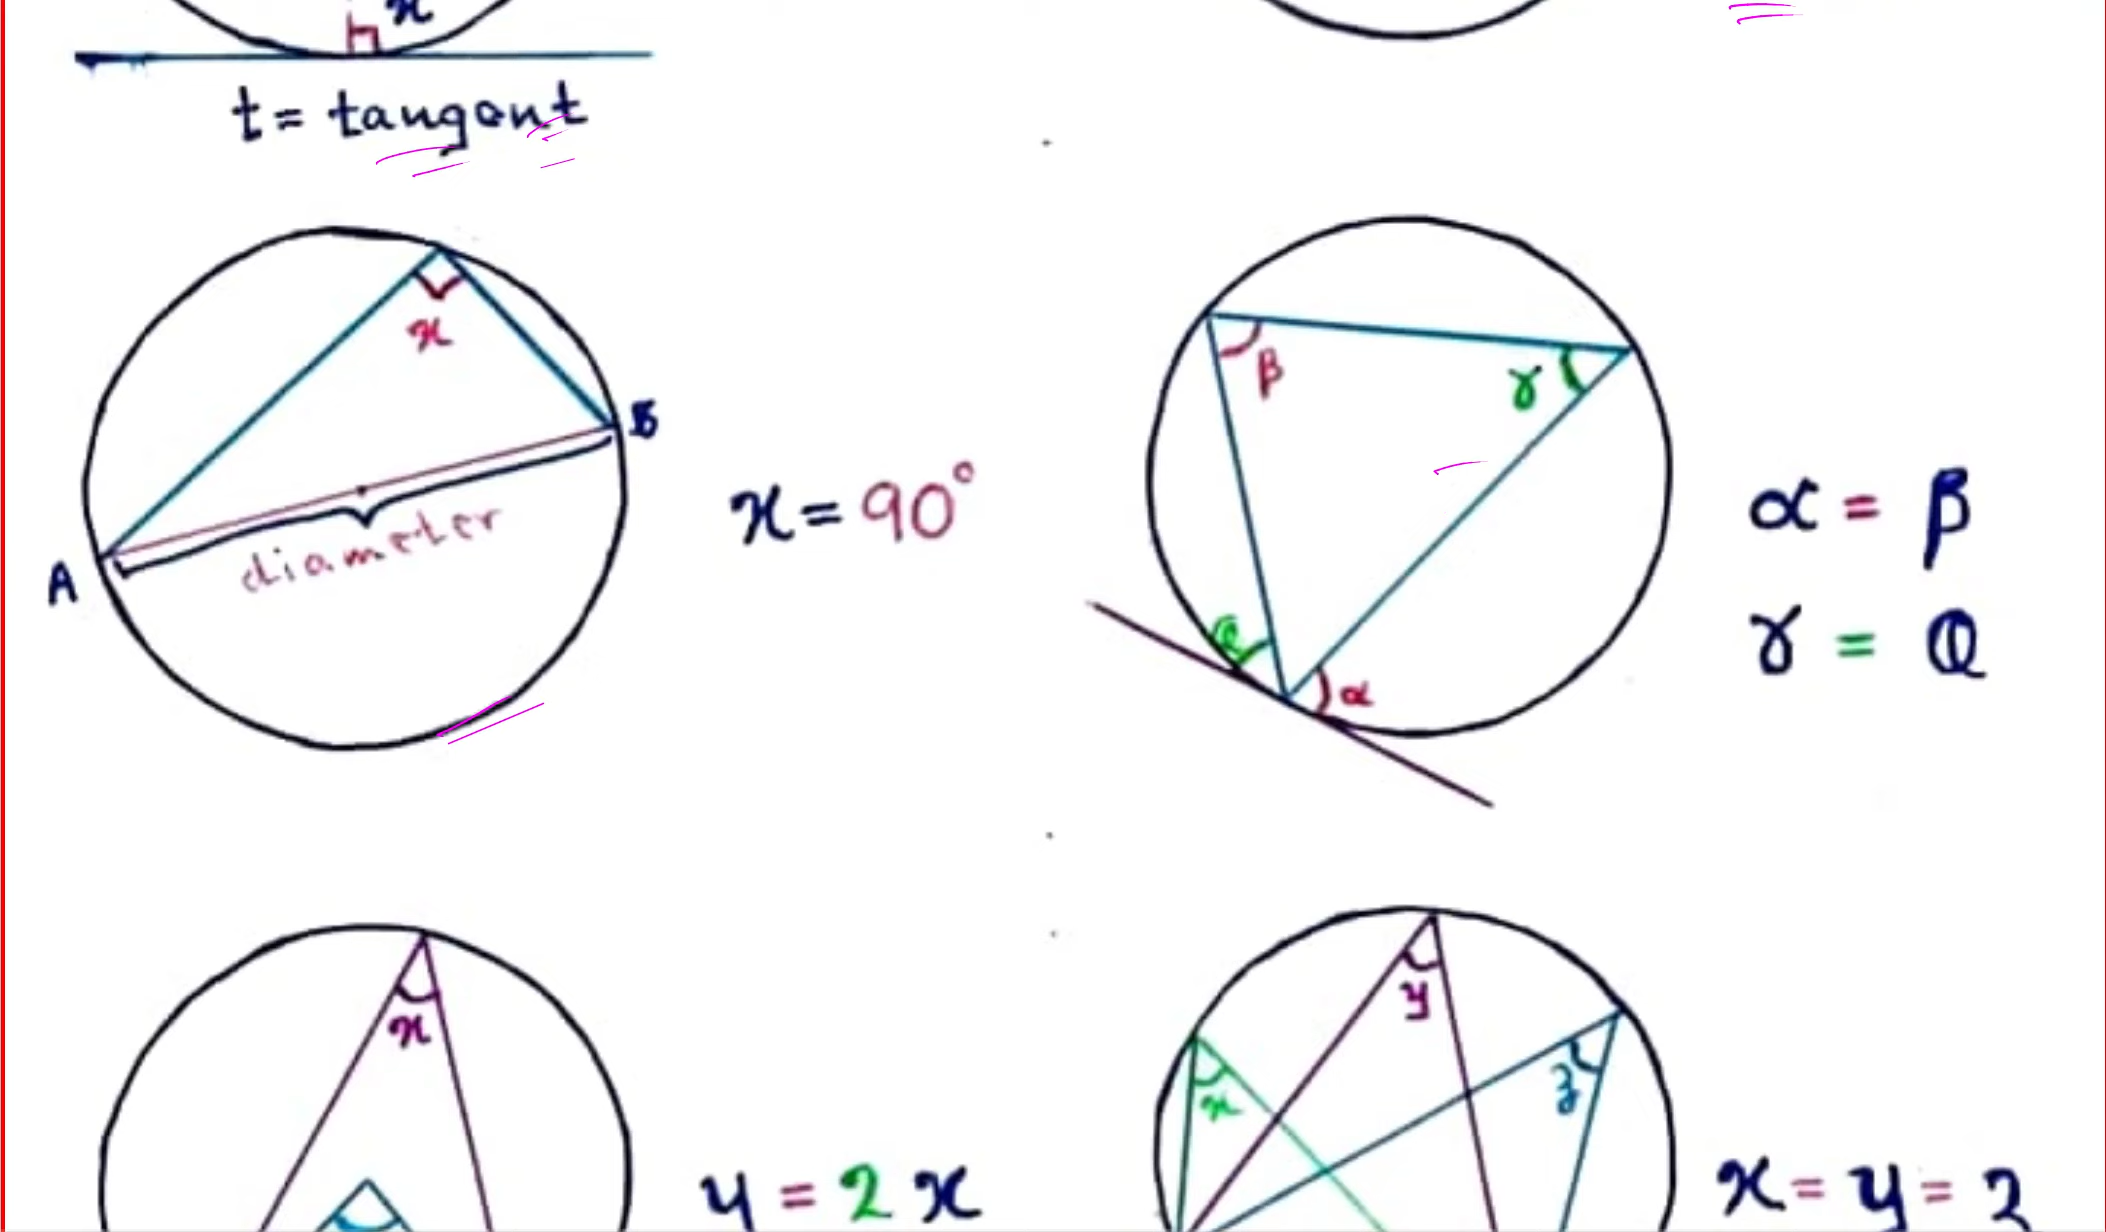 x
t = tangent
x
A
B
diameter
x = 90°
β
γ
θ
α
α = β
γ = θ
x
y = 2x
y
x
z
x = y = z